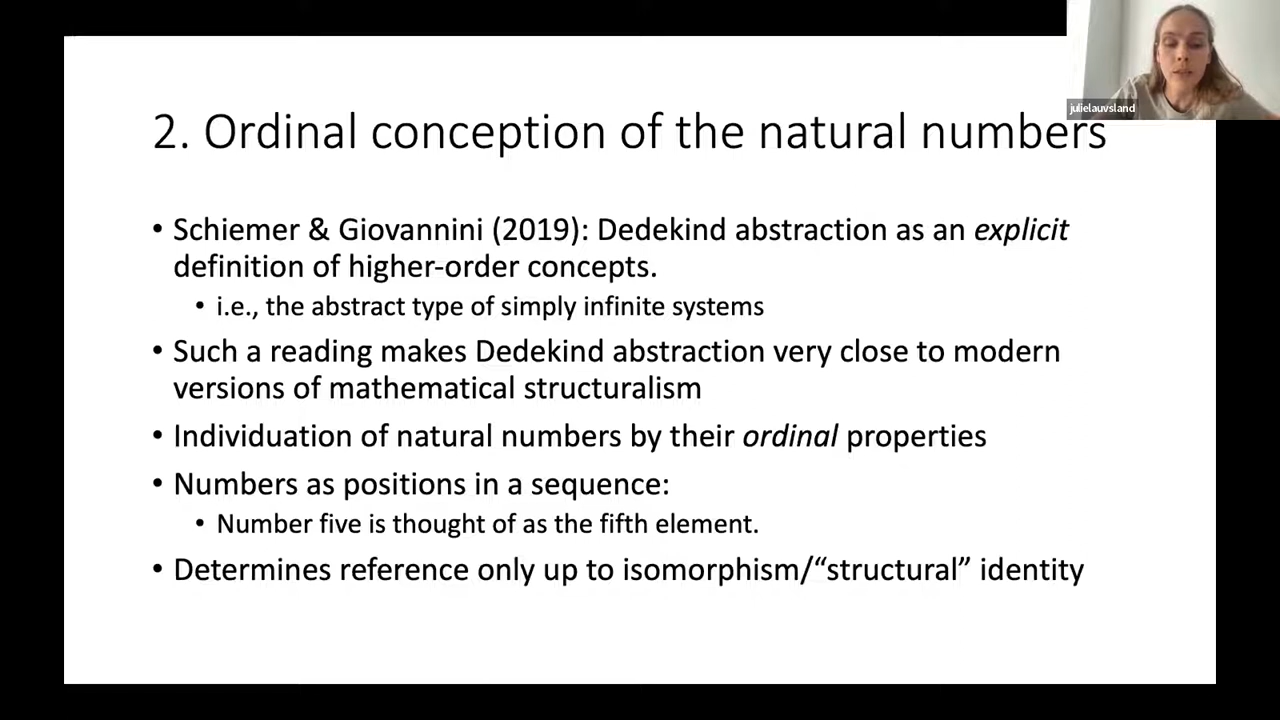 julielauvsland
2. Ordinal conception of the natural numbers
• Schiemer & Giovannini (2019): Dedekind abstraction as an explicit
definition of higher-order concepts.
• i.e., the abstract type of simply infinite systems
• Such a reading makes Dedekind abstraction very close to modern
versions of mathematical structuralism
• Individuation of natural numbers by their ordinal properties
• Numbers as positions in a sequence:
• Number five is thought of as the fifth element.
• Determines reference only up to isomorphism/“structural” identity